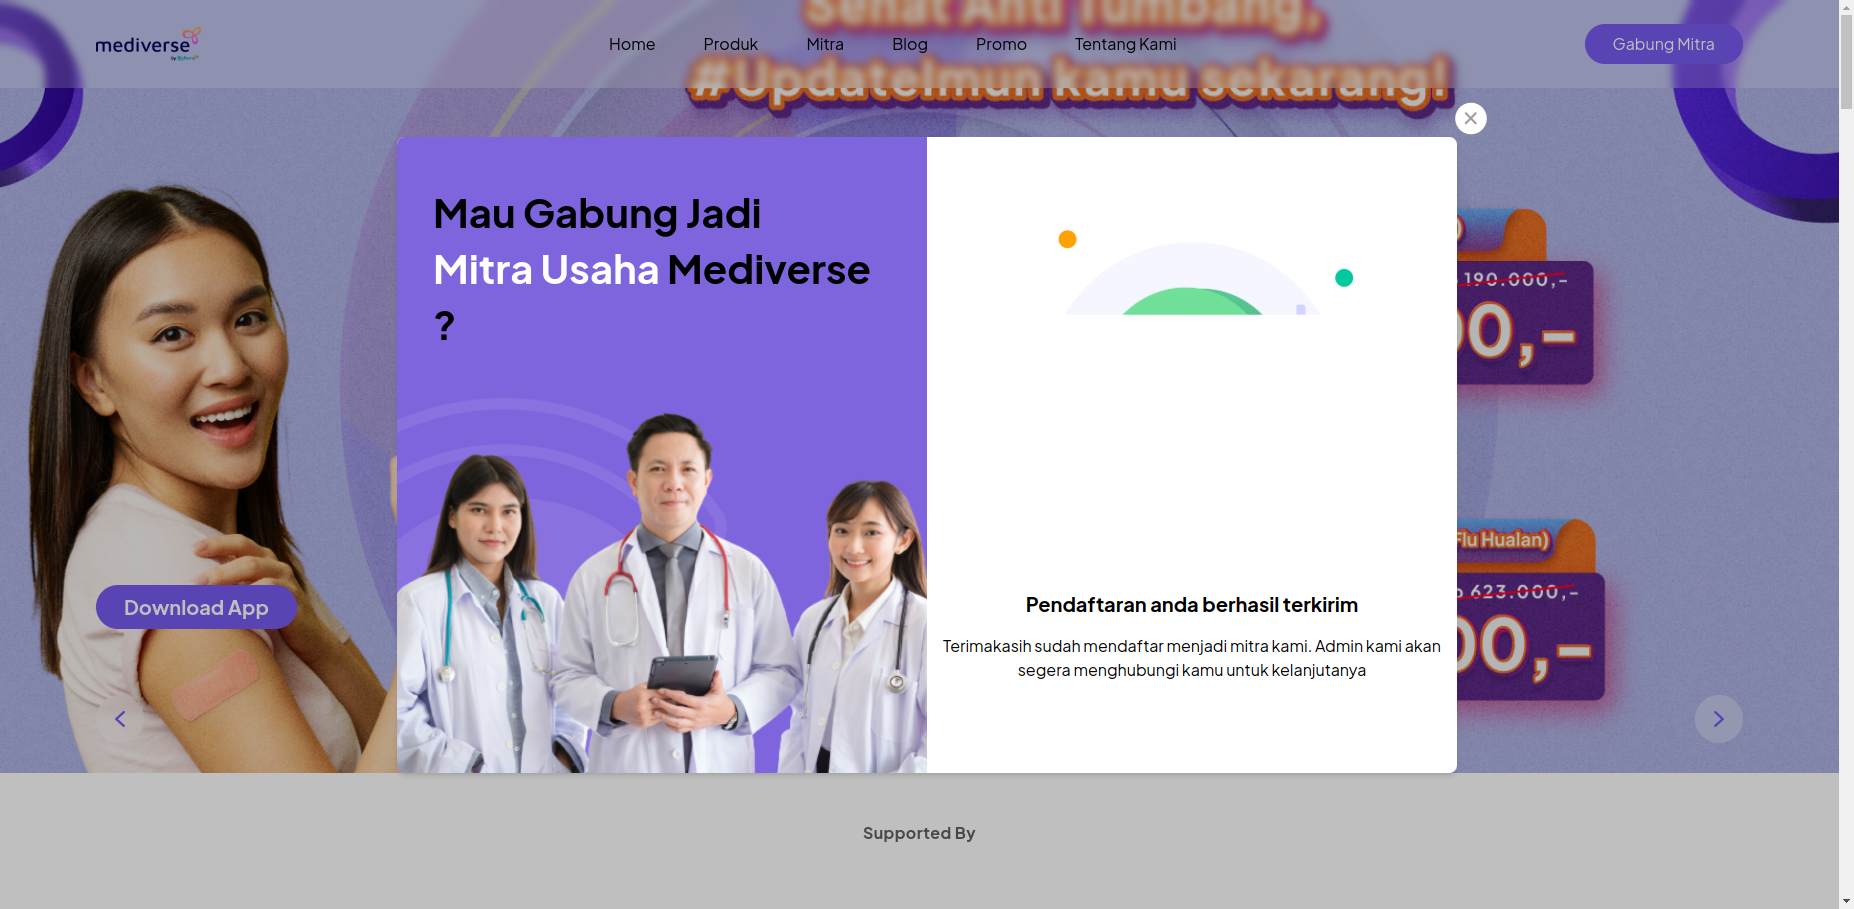 Sehat Anti Tumbang,
mediverse
Home
Produk
Mitra
Blog
Promo
Tentang Kami
Gabung Mitra
#UpdateImun kamu sekarang!
Mau Gabung Jadi
Mitra Usaha Mediverse
?
190.000,-
00,-
Flu Hualan)
623.000,-
00,-
Download App
Pendaftaran anda berhasil terkirim
Terimakasih sudah mendaftar menjadi mitra kami. Admin kami akan
segera menghubungi kamu untuk kelanjutanya
Supported By